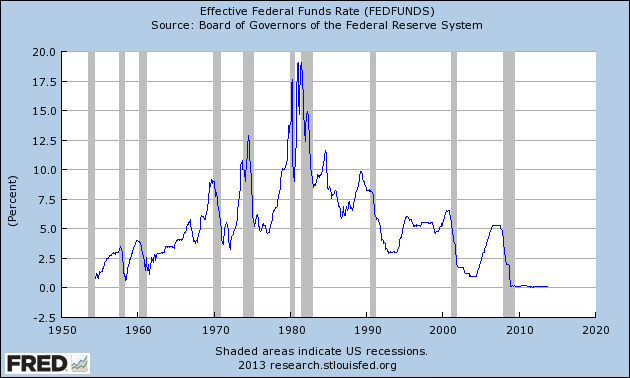 Effective Federal Funds Rate (FEDFUNDS)
Source: Board of Governors of the Federal Reserve System
20.0
17.5
15.0
12.5
10.0
7.5
5.0
2.5
0.0
-2.5
(Percent)
1950 1960 1970 1980 1990 2000 2010 2020
Shaded areas indicate US recessions.
2013 research.stlouisfed.org
FRED